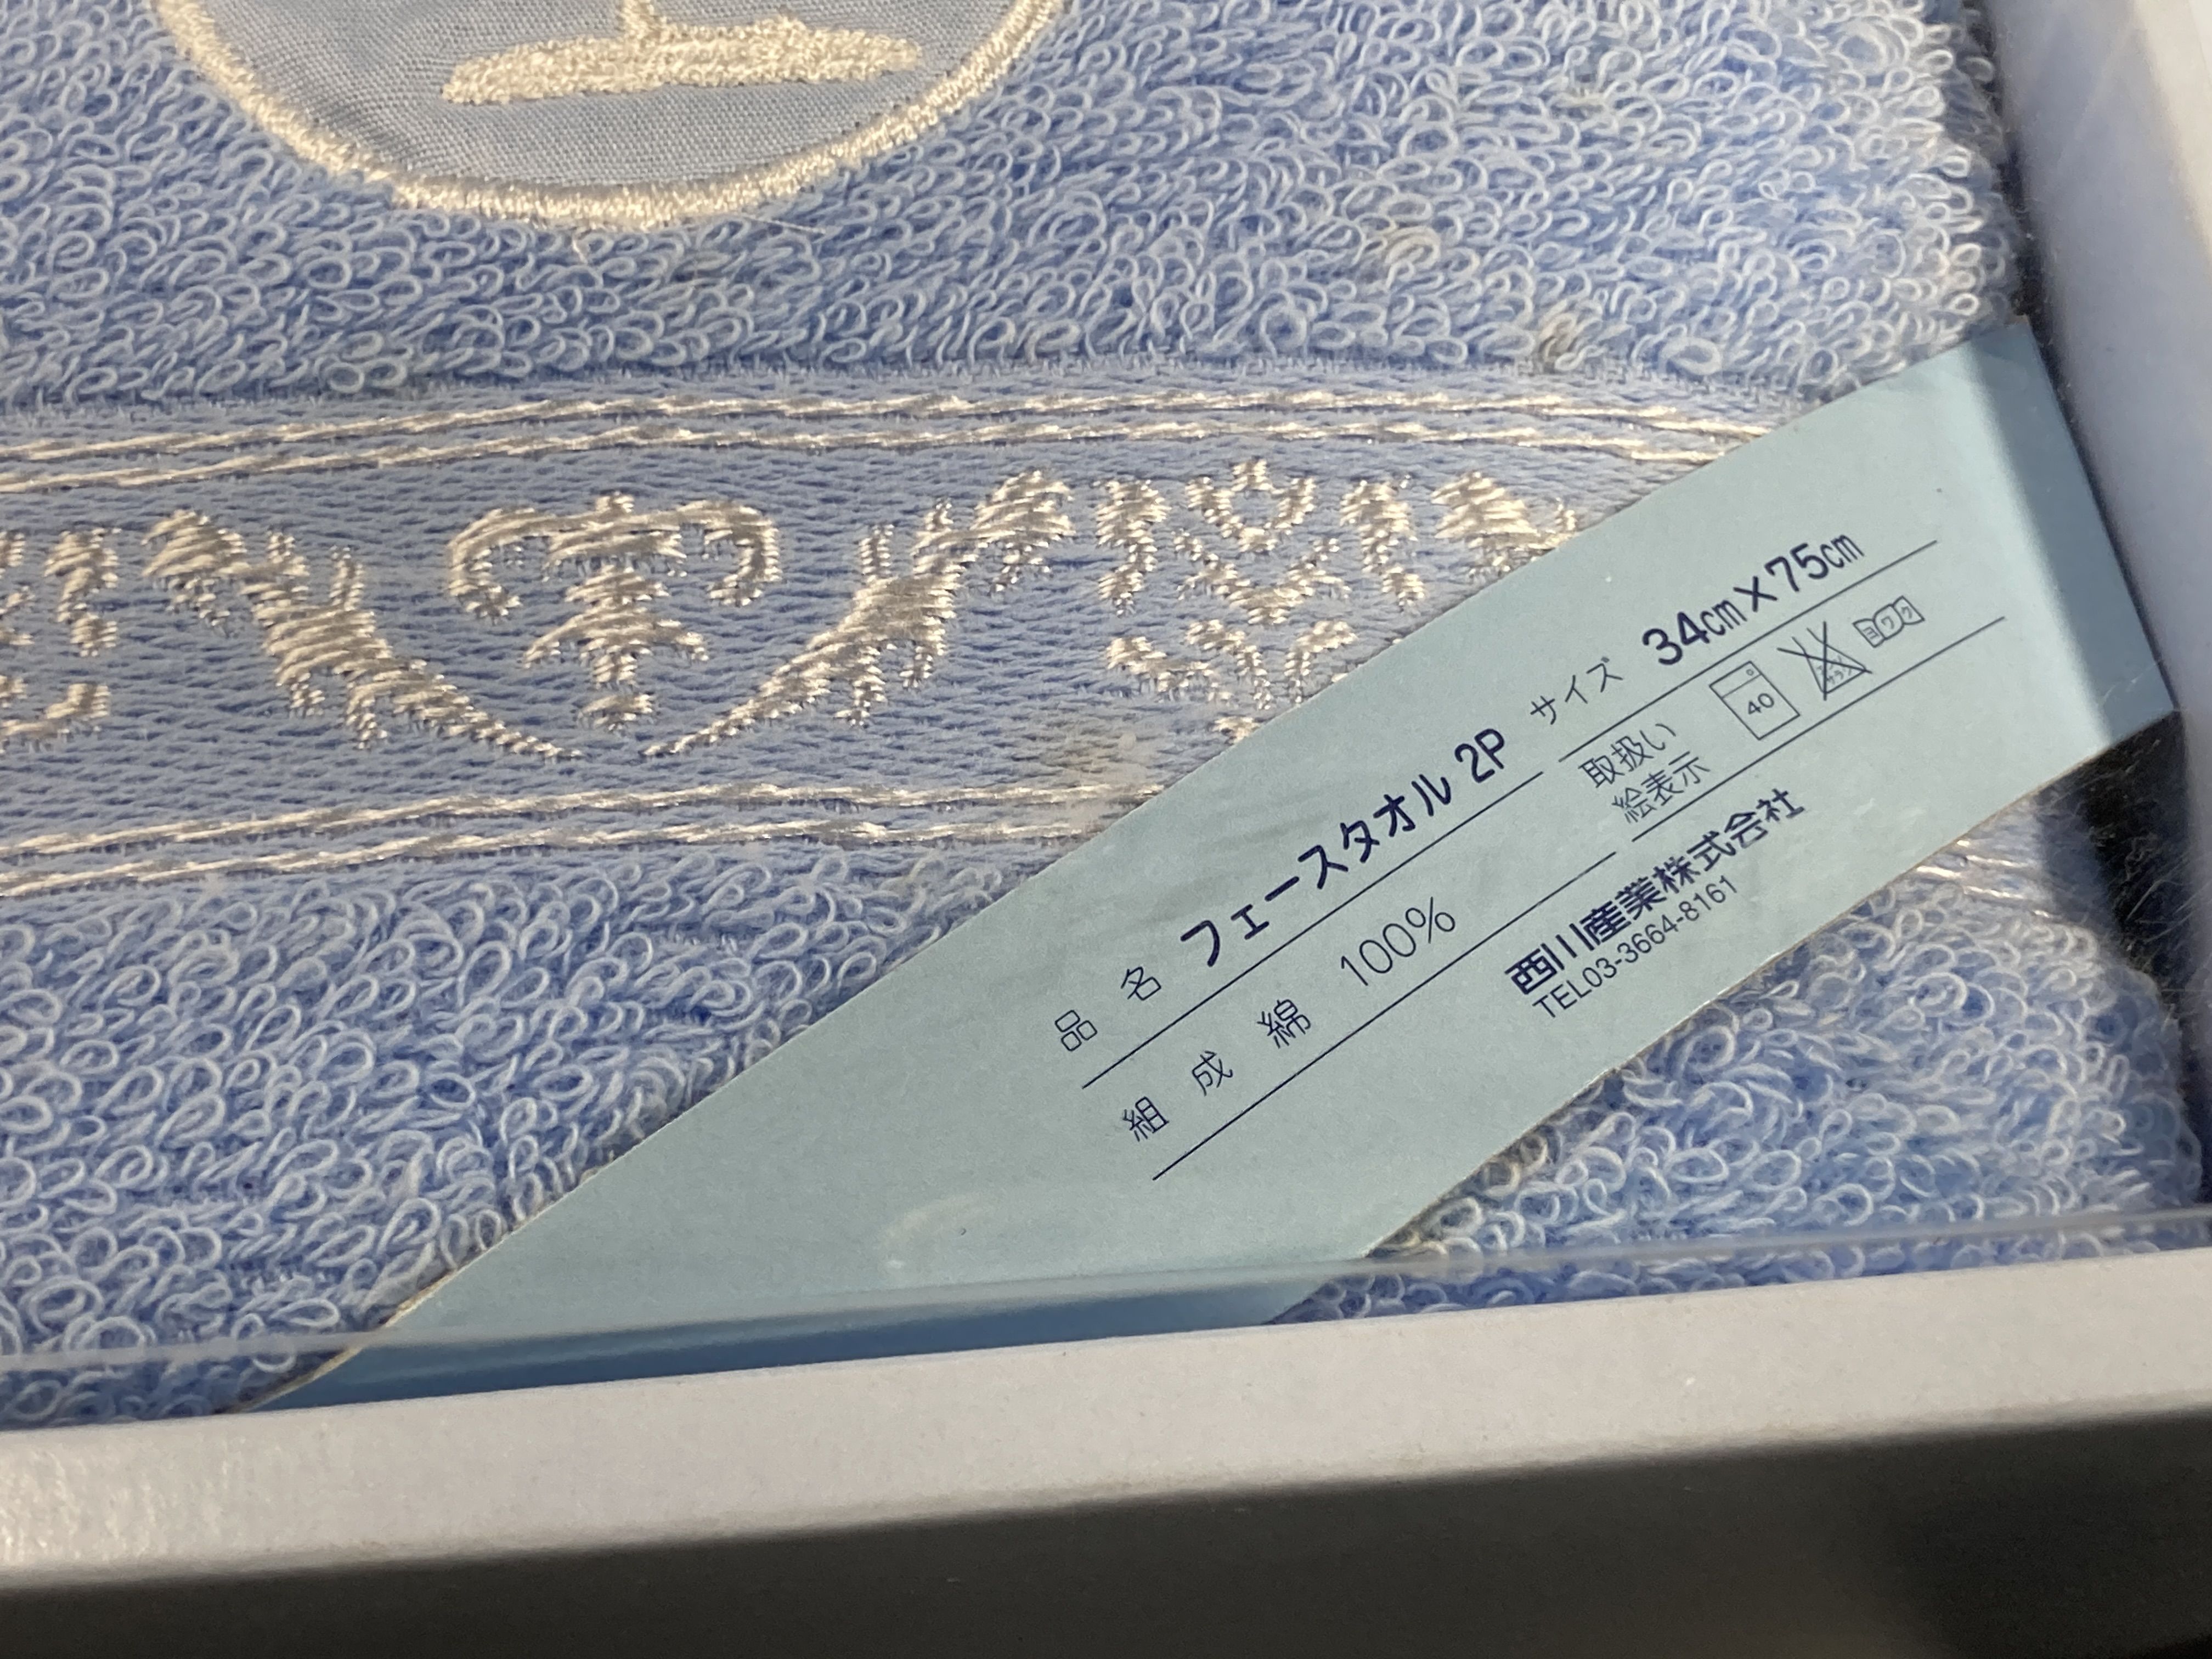 品名 フェースタオル 2P サイズ 34cm×75cm
組成 綿 100% 取扱い 絵表示 40 ヨワク
西川産業株式会社
TEL03-3664-8161